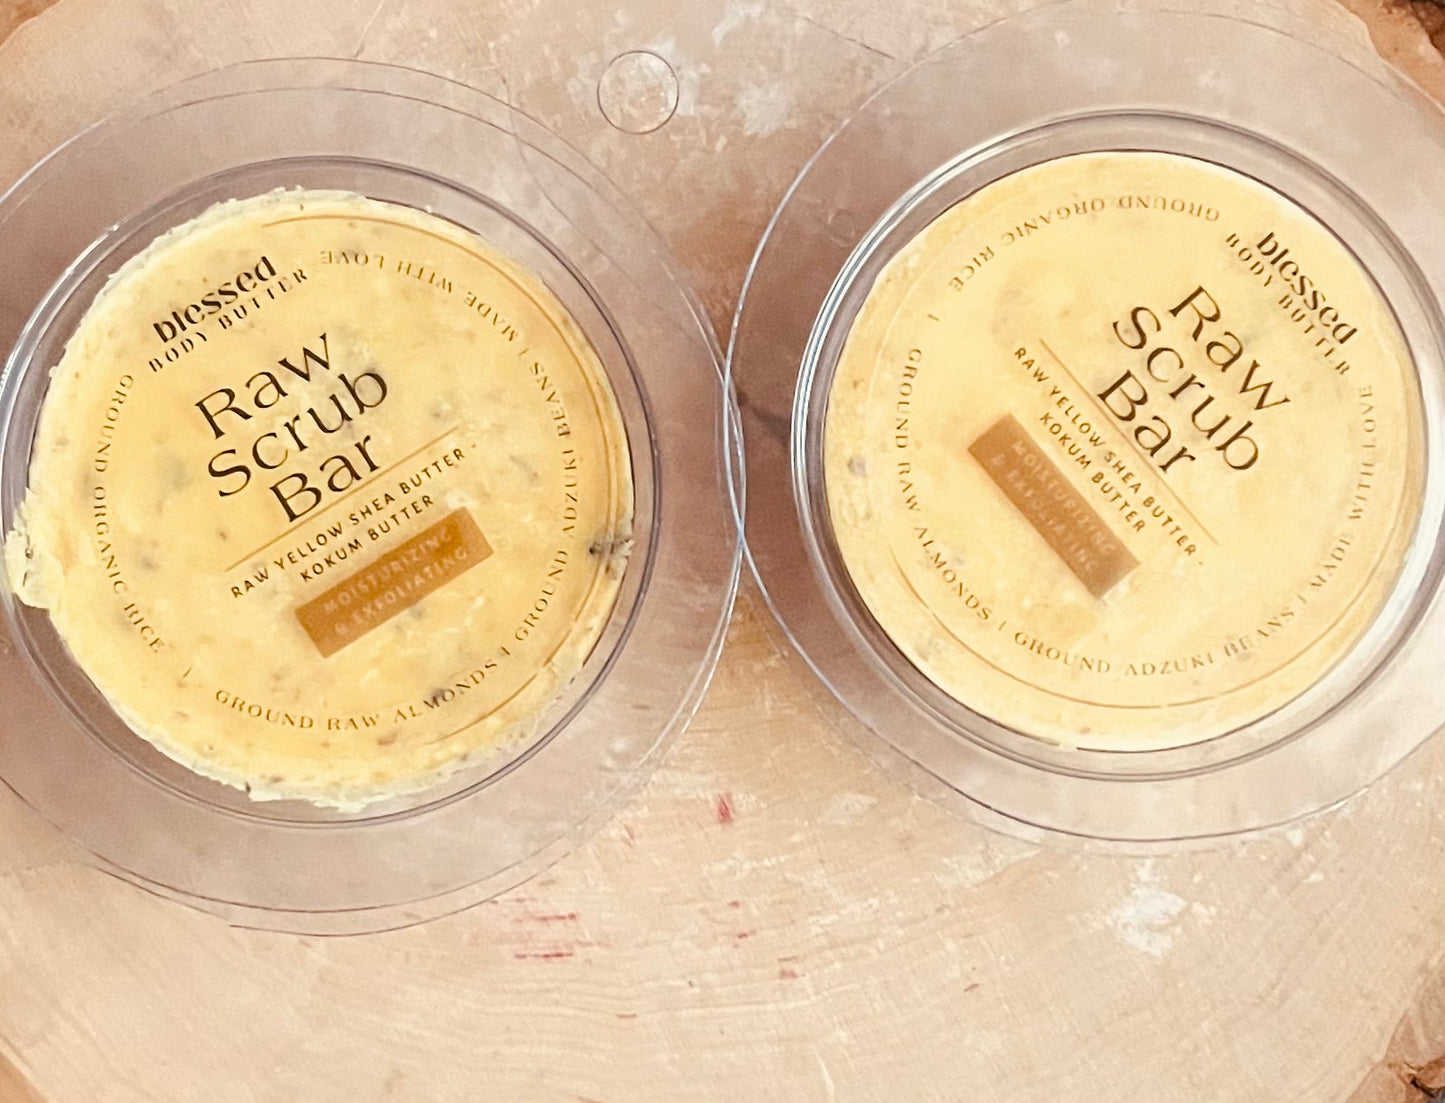 blessed
BODY BUTTER
Raw
Scrub
Bar
RAW YELLOW SHEA BUTTER -
KOKUM BUTTER
MOISTURIZING
& EXFOLIATING
GROUND ORGANIC RICE | GROUND RAW ALMONDS | GROUND ADZUKI BEANS | MADE WITH LOVE
blessed
BODY BUTTER
Raw
Scrub
Bar
RAW YELLOW SHEA BUTTER -
KOKUM BUTTER
MOISTURIZING
& EXFOLIATING
GROUND ORGANIC RICE | GROUND RAW ALMONDS | GROUND ADZUKI BEANS | MADE WITH LOVE